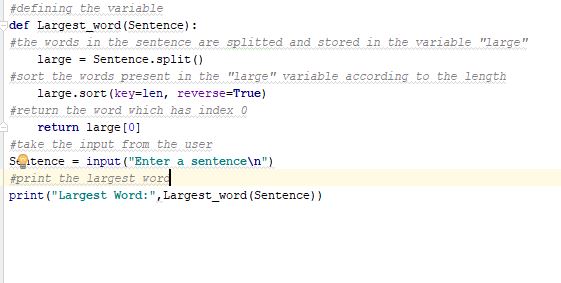 #defining the variable
def Largest_word(Sentence):
#the words in the sentence are splitted and stored in the variable "large"
    large = Sentence.split()
#sort the words present in the "large" variable according to the length
    large.sort(key=len, reverse=True)
#return the word which has index 0
    return large[0]
#take the input from the user
Sentence = input("Enter a sentence\n")
#print the largest word
print("Largest Word:",Largest_word(Sentence))